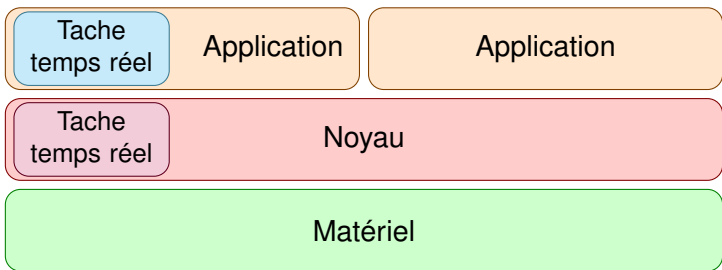 Tache
temps réel
Application
Application
Tache
temps réel
Noyau
Matériel